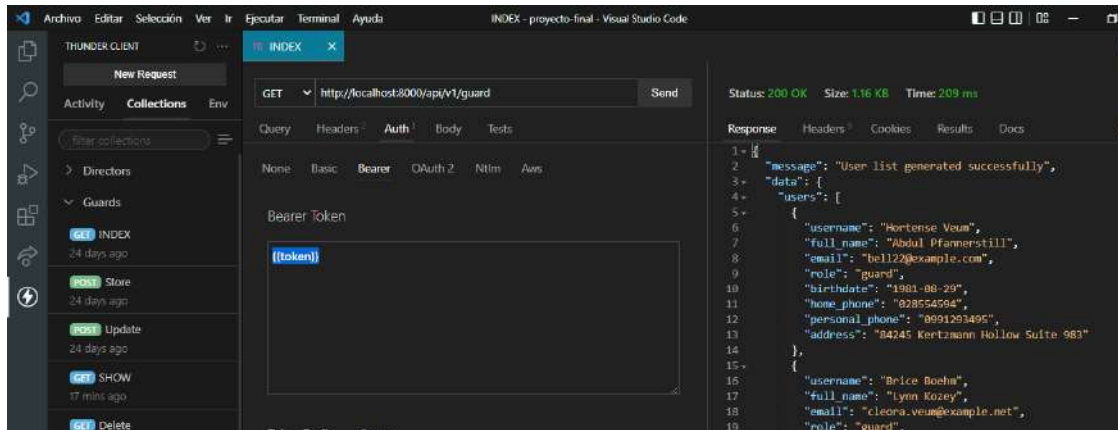 Archivo Editar Selección Ver Ir Ejecutar Terminal Ayuda INDEX - proyecto-final - Visual Studio Code
THUNDER CLIENT
New Request
Activity Collections Env
filter collections
Directors
Guards
GET INDEX
24 days ago
POST Store
24 days ago
POST Update
24 days ago
GET SHOW
17 mins ago
GET Delete
INDEX
GET http://localhost:8000/api/v1/guard Send
Query Headers 2 Auth 1 Body Tests
None Basic Bearer OAuth 2 Ntlm Aws
Bearer Token
{{token}}
Status: 200 OK Size: 1.16 KB Time: 209 ms
Response Headers Cookies Results Docs
1 {
2 "message": "User list generated successfully",
3 "data": {
4 "users": [
5 {
6 "username": "Hortense Veum",
7 "full_name": "Abdul Pfannerstill",
8 "email": "bell22@example.com",
9 "role": "guard",
10 "birthdate": "1981-08-29",
11 "home_phone": "028554594",
12 "personal_phone": "0991293495",
13 "address": "84245 Kertzmann Hollow Suite 983"
14 },
15 {
16 "username": "Brice Boehm",
17 "full_name": "Lynn Kozey",
18 "email": "cleora.veum@example.net",
19 "role": "guard",